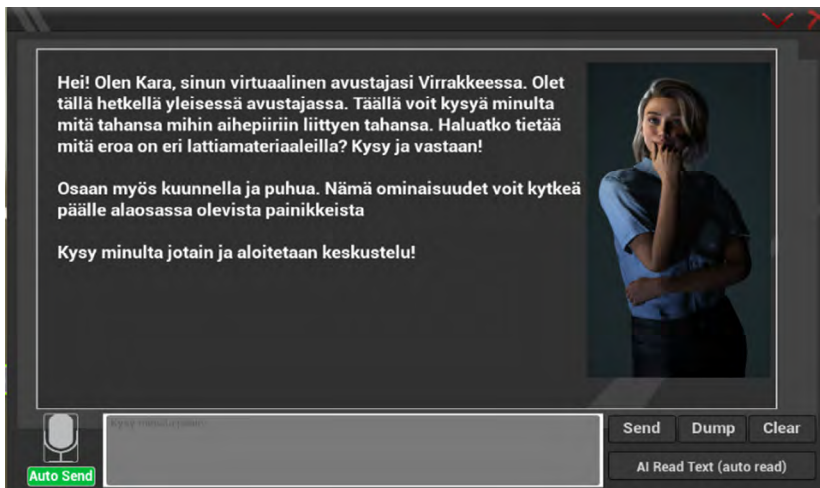 Hei! Olen Kara, sinun virtuaalinen avustajasi Virrakkeessa. Olet
tällä hetkellä yleisessä avustajassa. Täällä voit kysyä minulta
mitä tahansa mihin aihepiiriin liittyen tahansa. Haluatko tietää
mitä eroa on eri lattiamateriaaleilla? Kysy ja vastaan!
Osaan myös kuunnella ja puhua. Nämä ominaisuudet voit kytkeä
päälle alaosassa olevista painikkeista
Kysy minulta jotain ja aloitetaan keskustelu!
Kysy minulta
Send Dump Clear
Auto Send
AI Read Text (auto read)